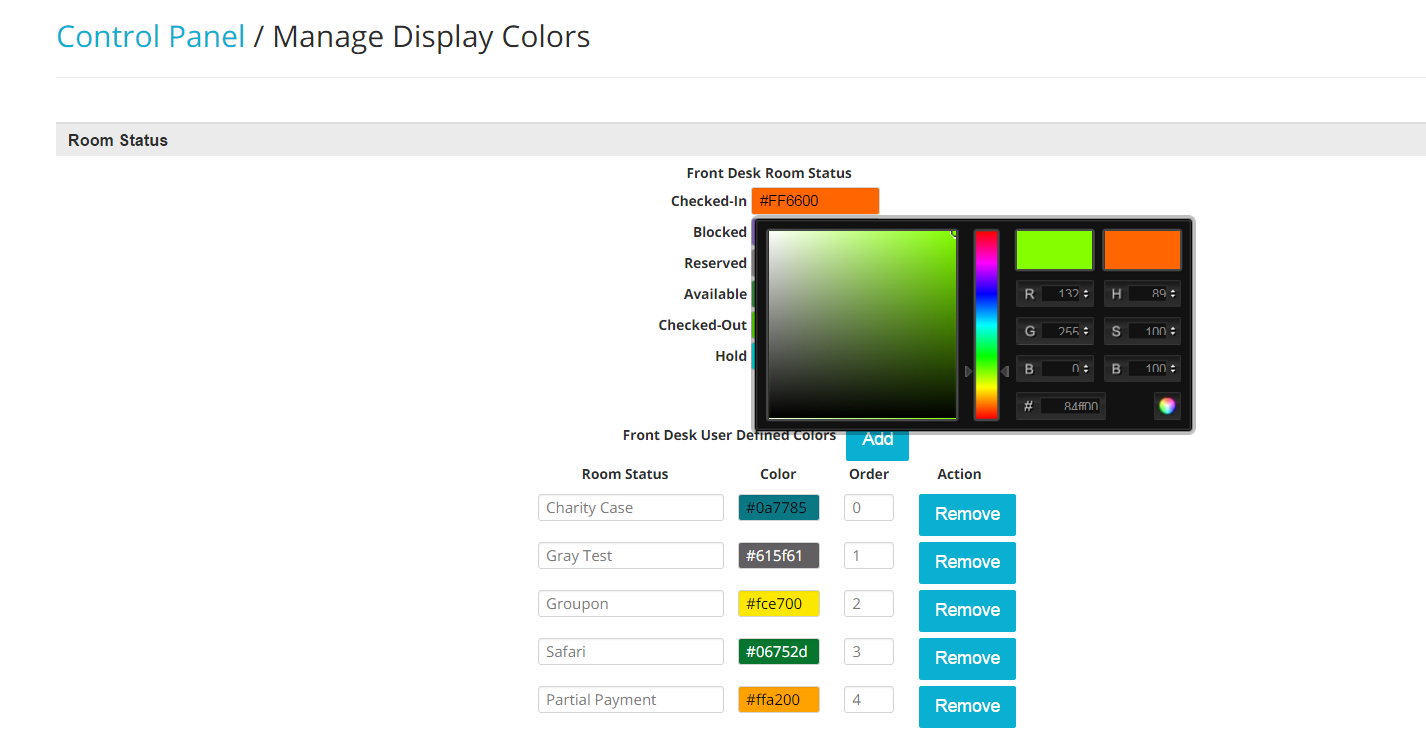 Control Panel / Manage Display Colors
Room Status
Front Desk Room Status
Checked-In #FF6600
Blocked
Reserved
Available
Checked-Out
Hold
R 132 H 89
G 255 S 100
B 0 B 100
# 84ff00
Front Desk User Defined Colors Add
Room Status Color Order Action
Charity Case #0a7785 0 Remove
Gray Test #615f61 1 Remove
Groupon #fce700 2 Remove
Safari #06752d 3 Remove
Partial Payment #ffa200 4 Remove